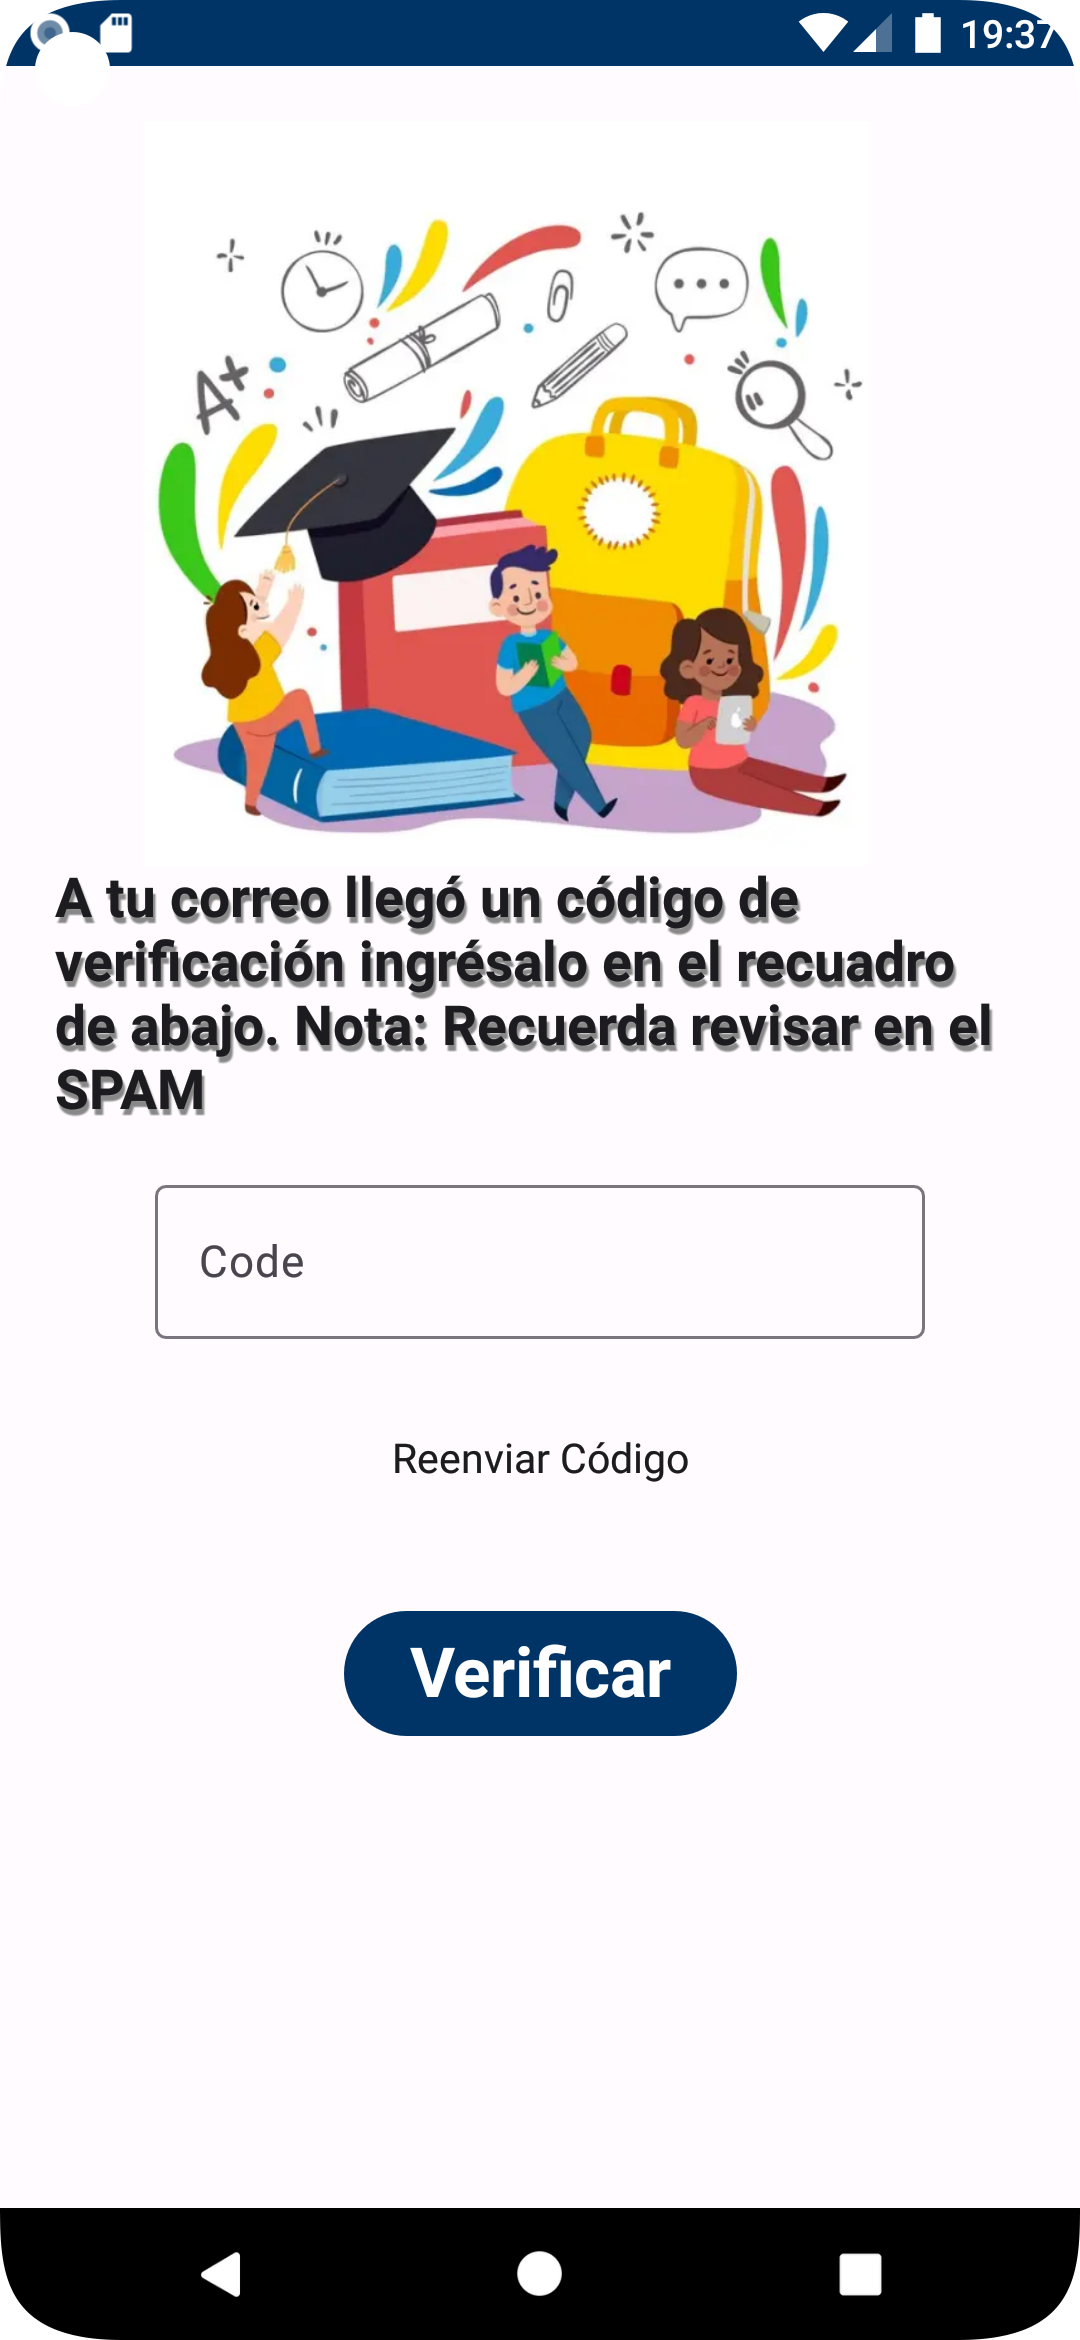 19:37
A+
A tu correo llegó un código de
verificación ingrésalo en el recuadro
de abajo. Nota: Recuerda revisar en el
SPAM
Code
Reenviar Código
Verificar